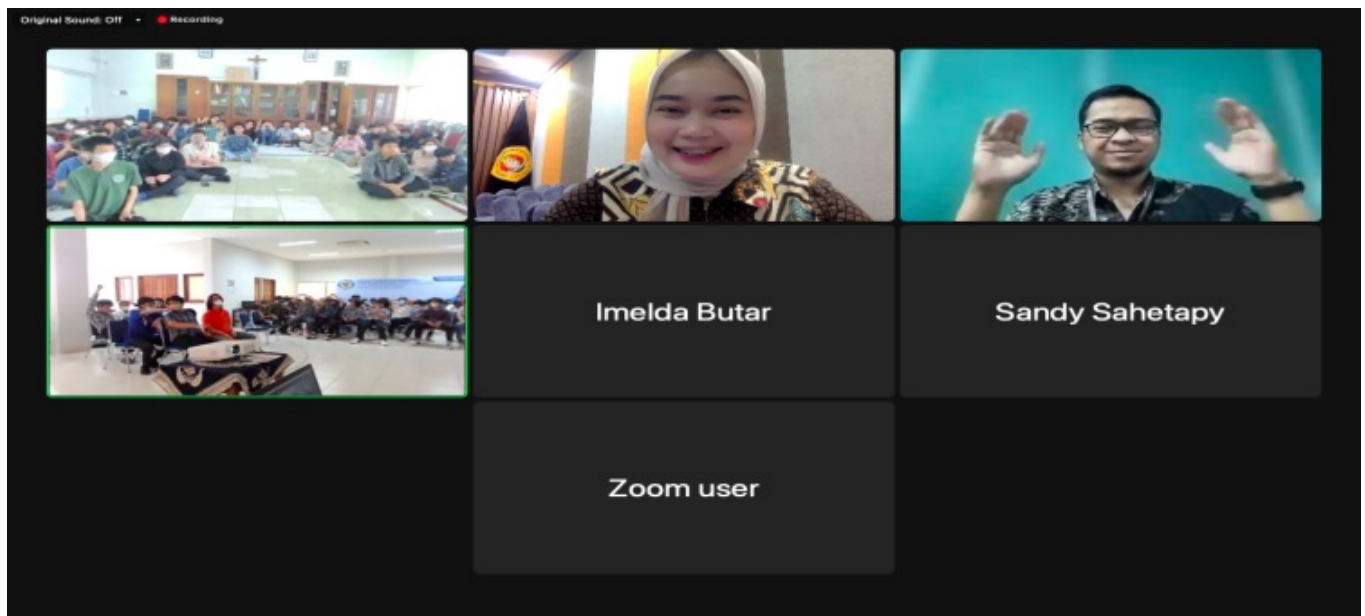 Original Sound: Off
Recording
Imelda Butar
Sandy Sahetapy
Zoom user